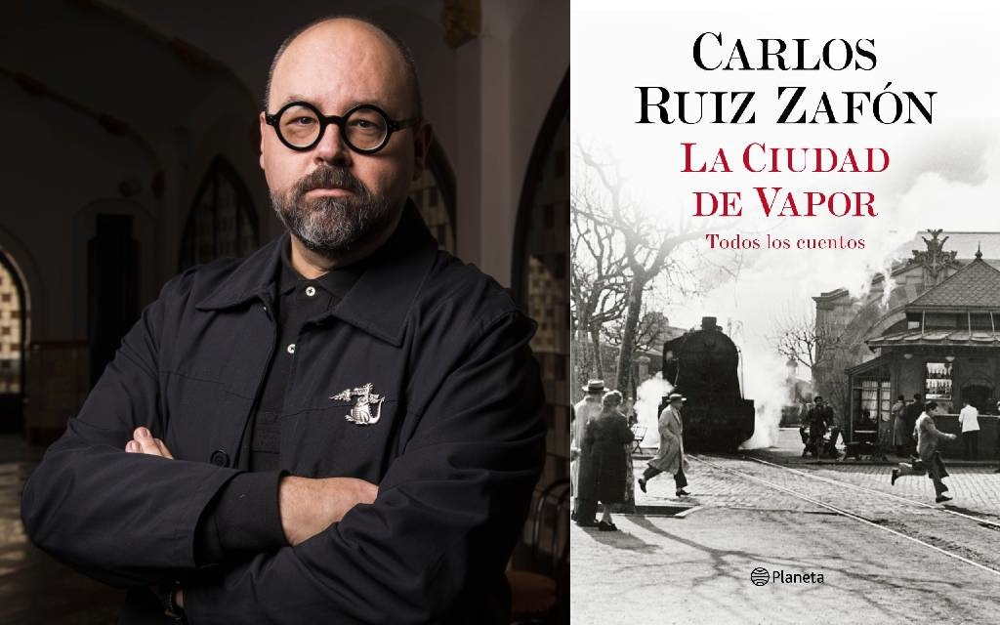 CARLOS
RUIZ ZAFÓN
LA CIUDAD
DE VAPOR
Todos los cuentos
Planeta